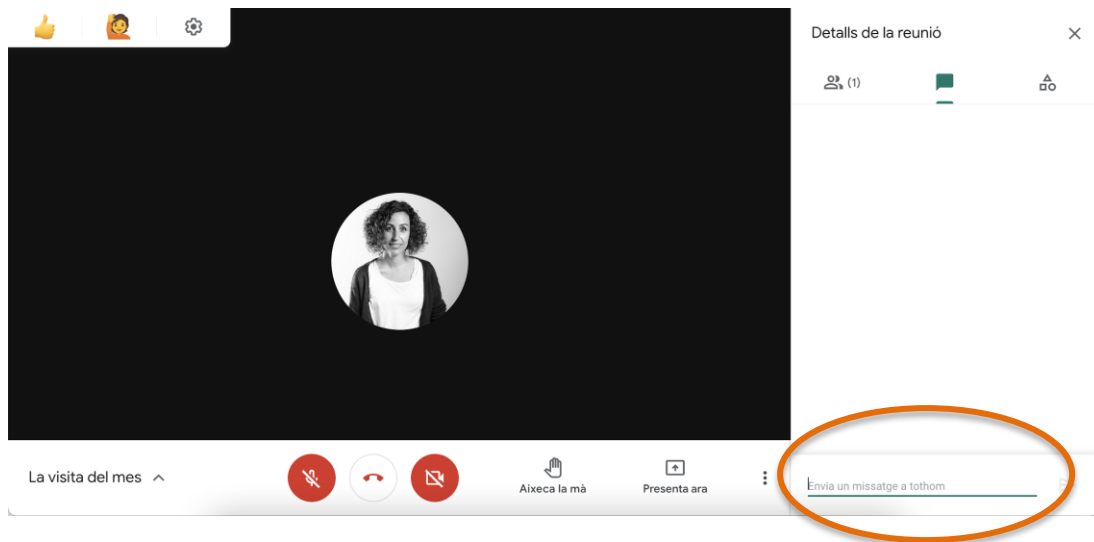 Detalls de la reunió
(1)
La visita del mes
Aixeca la mà
Presenta ara
Envia un missatge a tothom